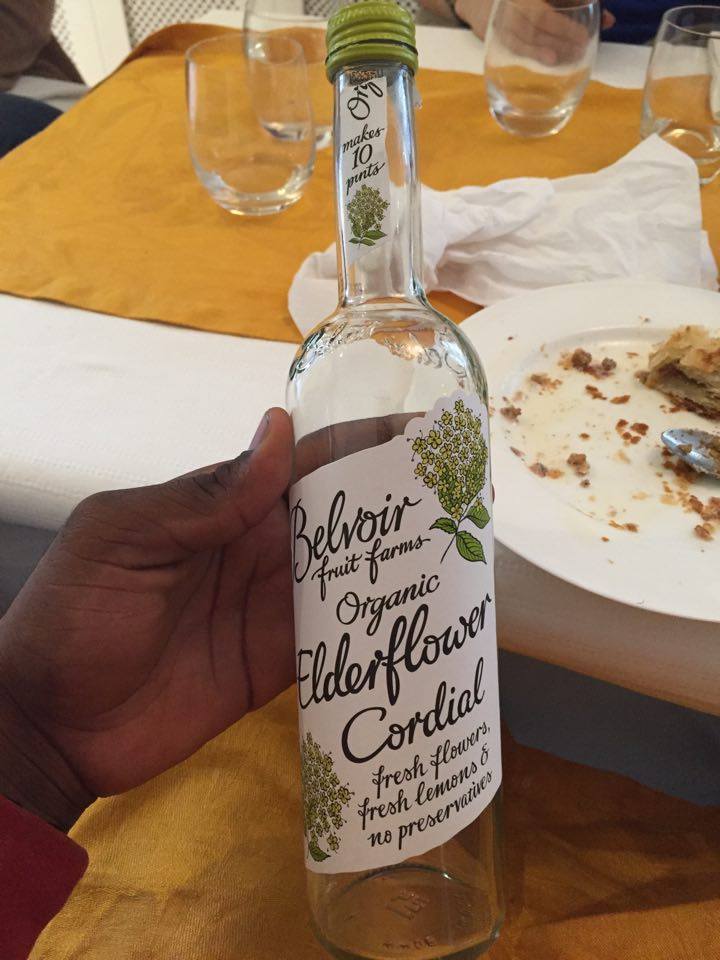 makes
10
pints
Belvoir
fruit farms
Organic
Elderflower
Cordial
fresh flowers,
fresh lemons &
no preservatives